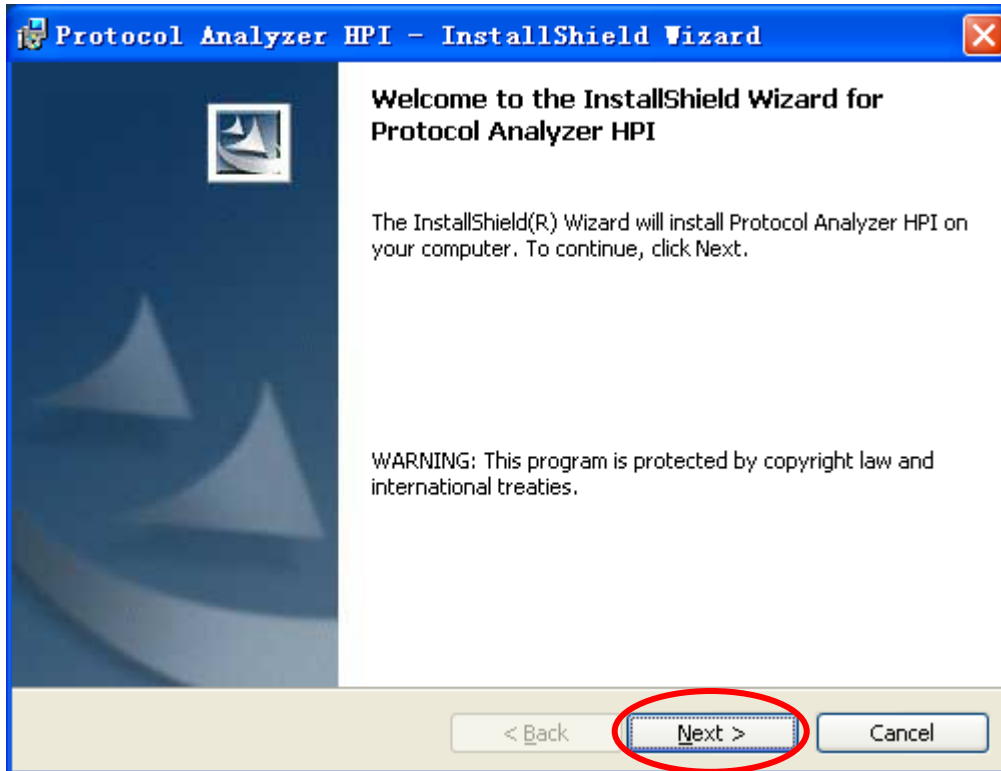 Protocol Analyzer HPI - InstallShield Wizard
Welcome to the InstallShield Wizard for
Protocol Analyzer HPI
The InstallShield(R) Wizard will install Protocol Analyzer HPI on
your computer. To continue, click Next.
WARNING: This program is protected by copyright law and
international treaties.
< Back
Next >
Cancel